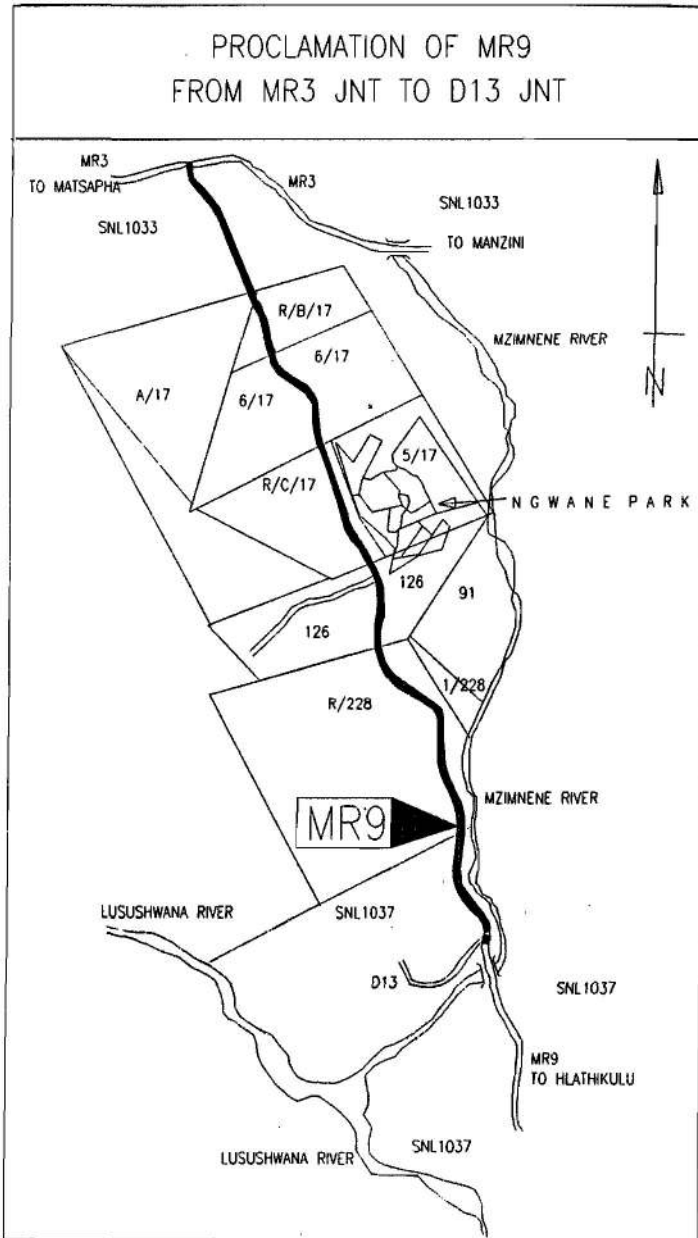 PROCLAMATION OF MR9
FROM MR3 JNT TO D13 JNT
MR3
TO MATSAPHA
MR3
SNL1033
SNL1033
TO MANZINI
R/B/17
MZIMNENE RIVER
6/17
A/17
6/17
N
5/17
R/C/17
NGWANE PARK
126
91
126
1/228
R/228
MZIMNENE RIVER
MR9
LUSUSHWANA RIVER
SNL1037
D13
SNL1037
MR9
TO HLATHIKULU
SNL1037
LUSUSHWANA RIVER